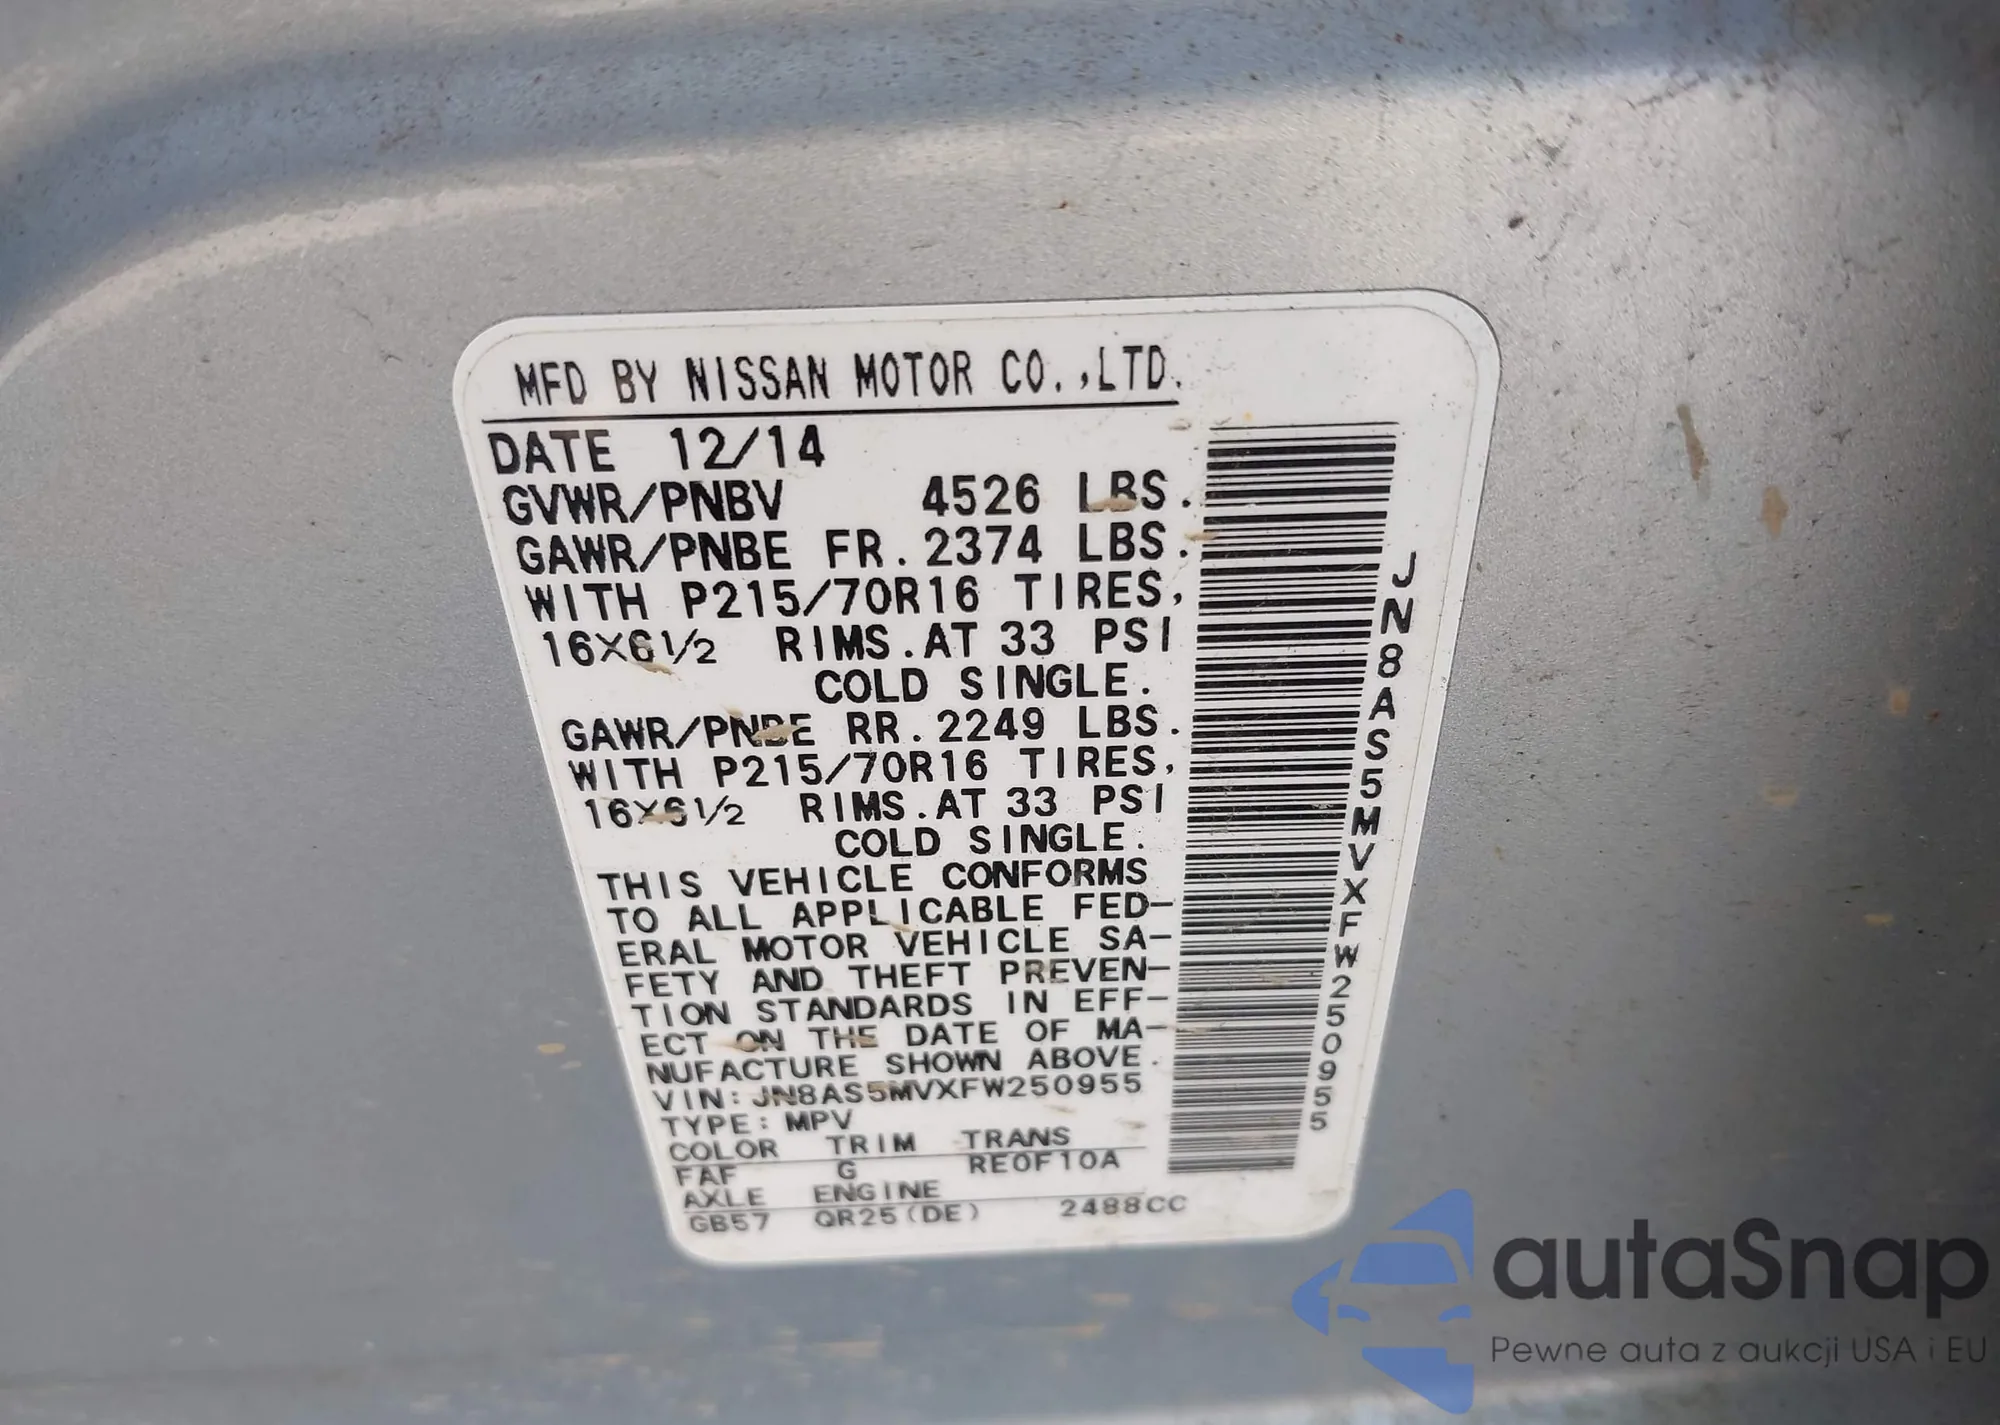 MFD BY NISSAN MOTOR CO.,LTD.
DATE 12/14
GVWR/PNBV 4526 LBS.
GAWR/PNBE FR.2374 LBS.
WITH P215/70R16 TIRES,
16X6 1/2 RIMS.AT 33 PSI
COLD SINGLE.
GAWR/PNBE RR.2249 LBS.
WITH P215/70R16 TIRES,
16X6 1/2 RIMS.AT 33 PSI
COLD SINGLE.
THIS VEHICLE CONFORMS
TO ALL APPLICABLE FED-
ERAL MOTOR VEHICLE SA-
FETY AND THEFT PREVEN-
TION STANDARDS IN EFF-
ECT ON THE DATE OF MA-
NUFACTURE SHOWN ABOVE.
VIN: JN8AS5MVXFW250955
TYPE: MPV
COLOR TRIM TRANS
FAF G RE0F10A
AXLE ENGINE
GB57 QR25(DE) 2488CC
JN8AS5MVXFW250955
autaSnap
Pewne auta z aukcji USA i EU